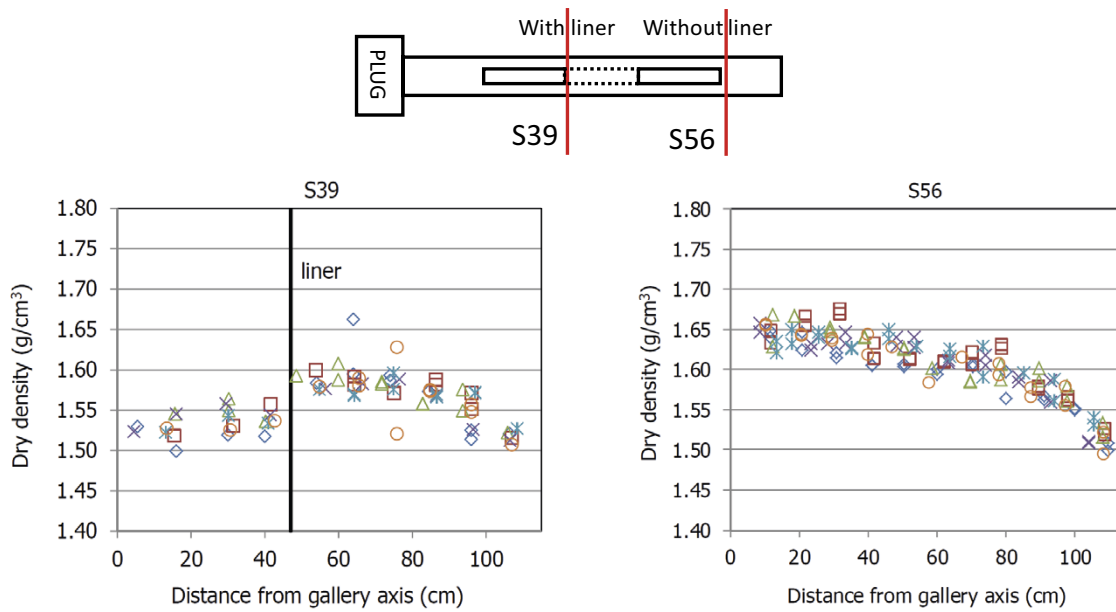 With liner
Without liner
PLUG
S39
S56
S39
1.80
1.70
1.65
1.60
1.55
1.50
1.45
1.40
Dry density (g/cm³)
liner
0
20
40
60
80
100
Distance from gallery axis (cm)
S56
1.80
1.75
1.70
1.65
1.60
1.55
1.50
1.45
1.40
Dry density (g/cm³)
0
20
40
60
80
100
Distance from gallery axis (cm)